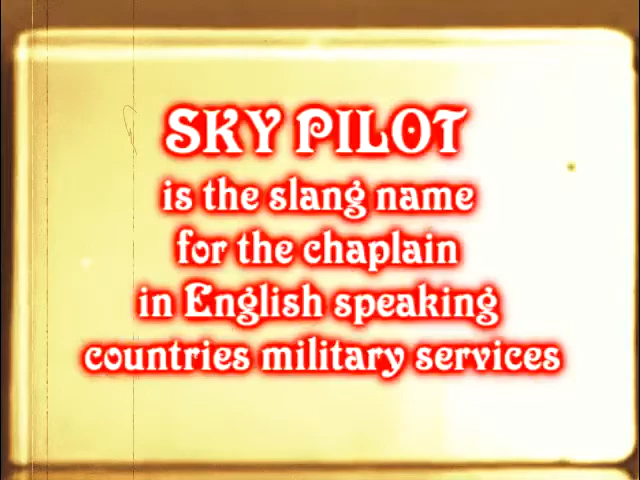 SKY PILOT
is the slang name
for the chaplain
in English speaking
countries military services